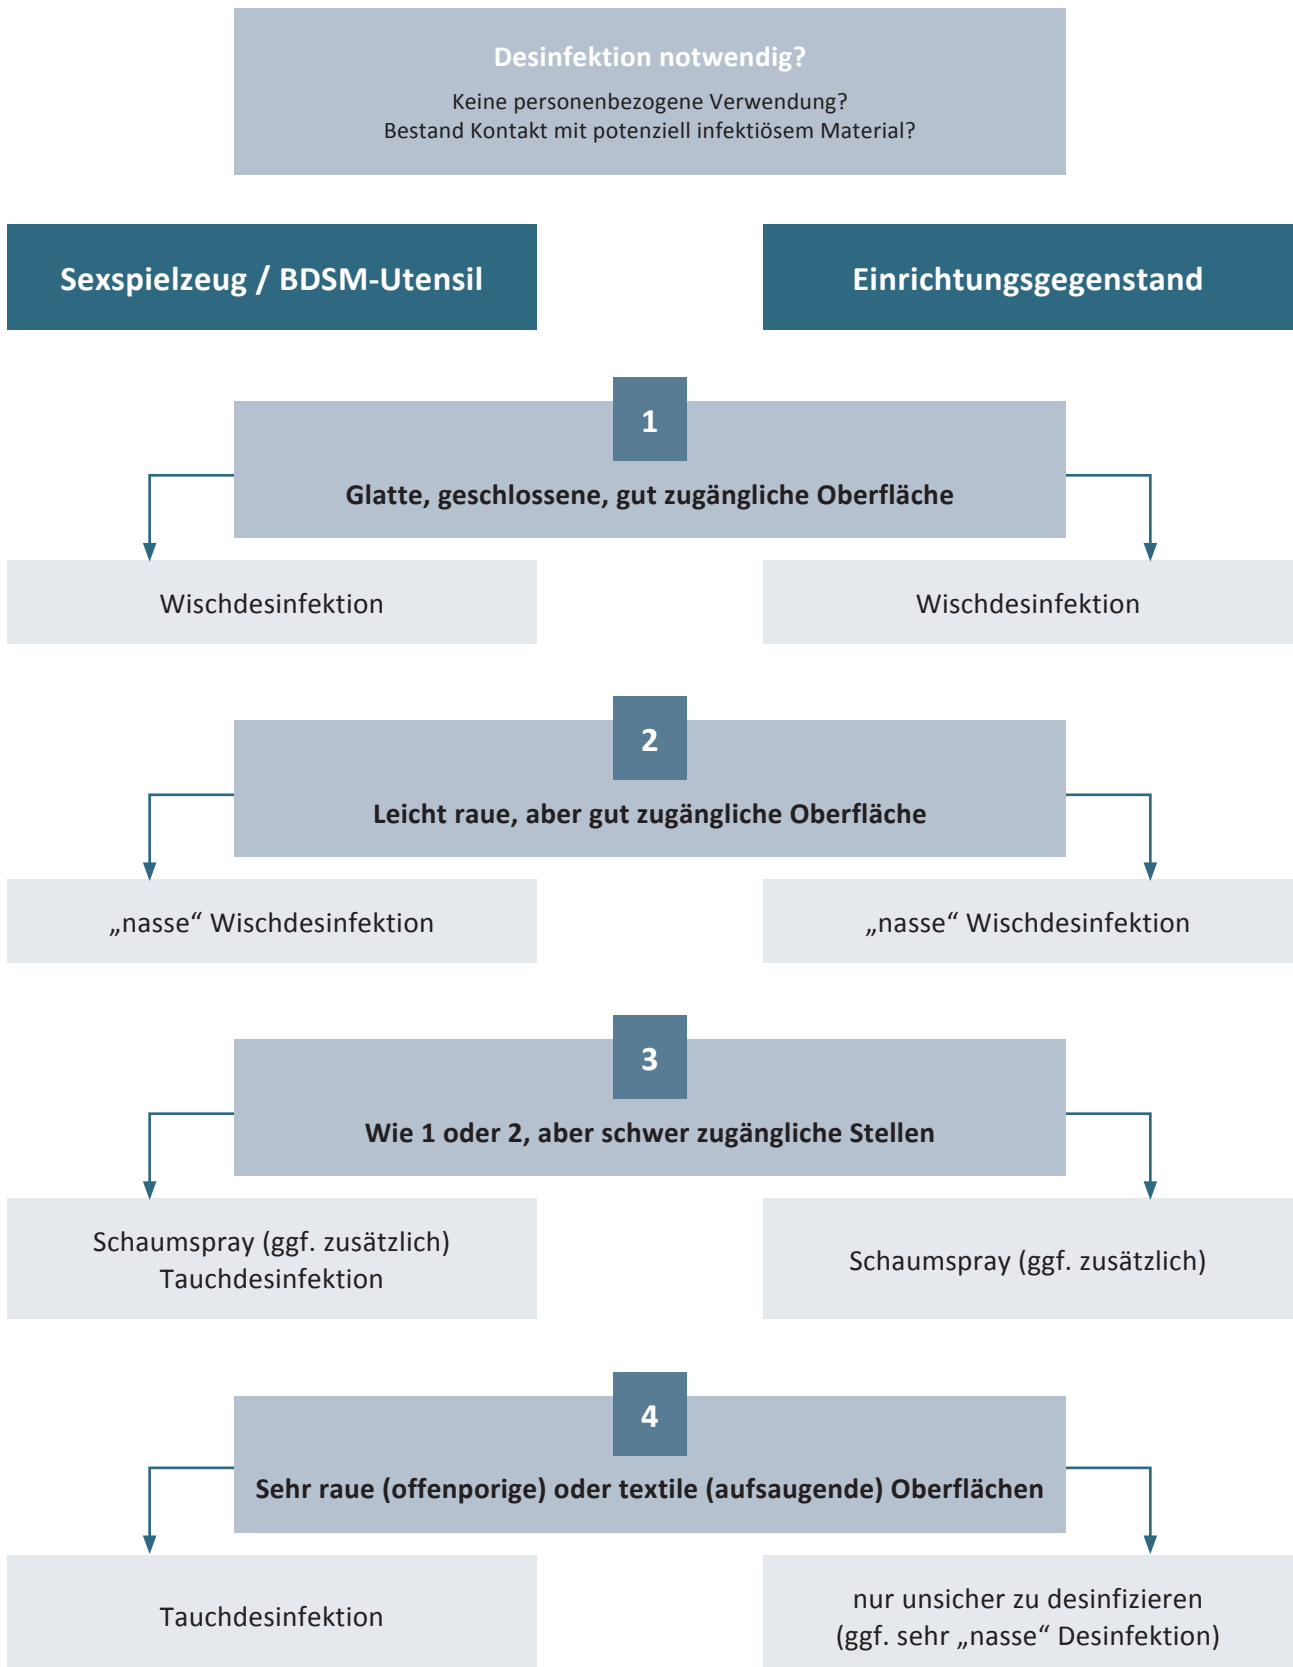 Desinfektion notwendig?
Keine personenbezogene Verwendung?
Bestand Kontakt mit potenziell infektiösem Material?
Sexspielzeug / BDSM-Utensil
Einrichtungsgegenstand
1
Glatte, geschlossene, gut zugängliche Oberfläche
Wischdesinfektion
Wischdesinfektion
2
Leicht raue, aber gut zugängliche Oberfläche
„nasse“ Wischdesinfektion
„nasse“ Wischdesinfektion
3
Wie 1 oder 2, aber schwer zugängliche Stellen
Schaumspray (ggf. zusätzlich)
Tauchdesinfektion
Schaumspray (ggf. zusätzlich)
4
Sehr raue (offenporige) oder textile (aufsaugende) Oberflächen
Tauchdesinfektion
nur unsicher zu desinfizieren
(ggf. sehr „nasse“ Desinfektion)